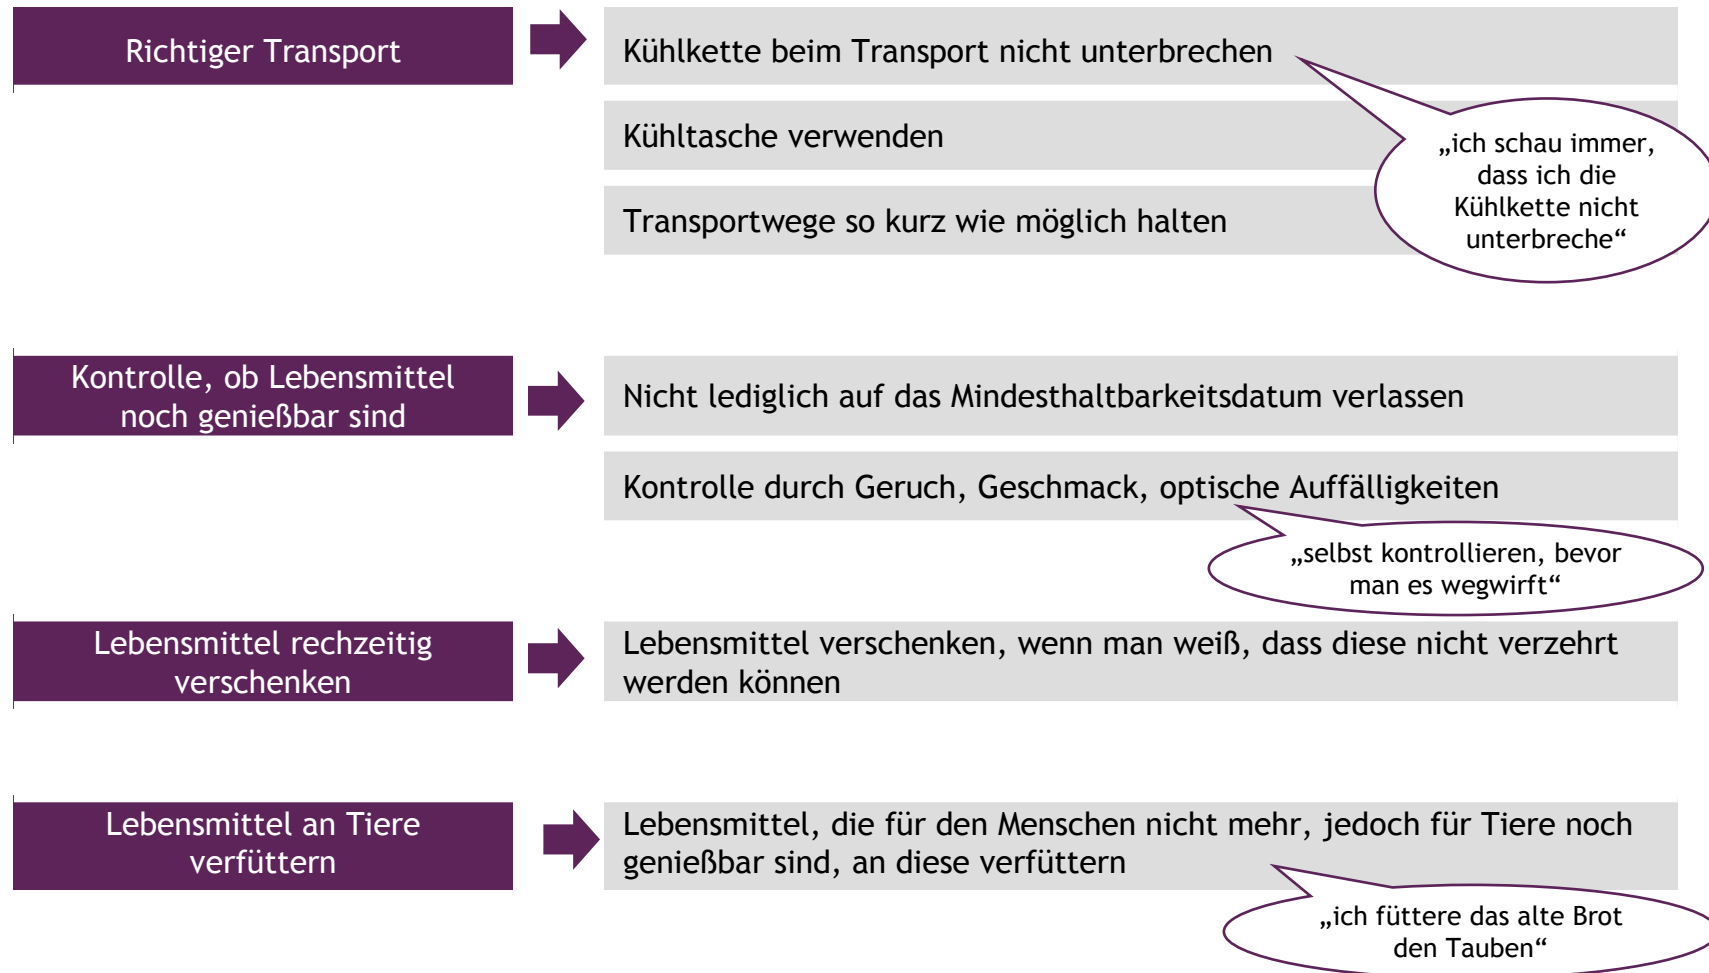 Richtiger Transport
Kühlkette beim Transport nicht unterbrechen
Kühltasche verwenden
Transportwege so kurz wie möglich halten
„ich schau immer,
dass ich die
Kühlkette nicht
unterbreche“
Kontrolle, ob Lebensmittel
noch genießbar sind
Nicht lediglich auf das Mindesthaltbarkeitsdatum verlassen
Kontrolle durch Geruch, Geschmack, optische Auffälligkeiten
„selbst kontrollieren, bevor
man es wegwirft“
Lebensmittel rechzeitig
verschenken
Lebensmittel verschenken, wenn man weiß, dass diese nicht verzehrt
werden können
Lebensmittel an Tiere
verfüttern
Lebensmittel, die für den Menschen nicht mehr, jedoch für Tiere noch
genießbar sind, an diese verfüttern
„ich füttere das alte Brot
den Tauben“